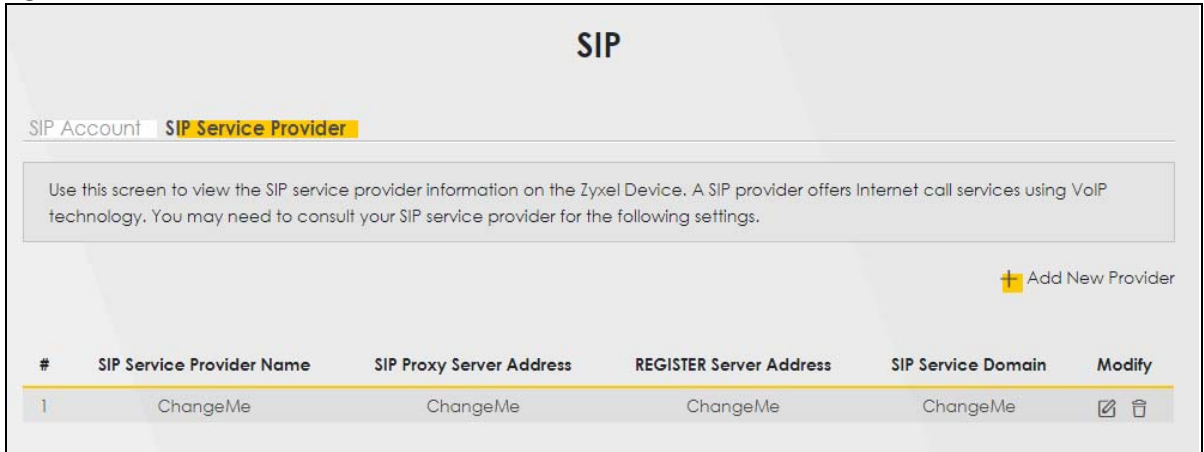 SIP
SIP Account SIP Service Provider
Use this screen to view the SIP service provider information on the Zyxel Device. A SIP provider offers Internet call services using VoIP
technology. You may need to consult your SIP service provider for the following settings.
+ Add New Provider
# SIP Service Provider Name SIP Proxy Server Address REGISTER Server Address SIP Service Domain Modify
1 ChangeMe ChangeMe ChangeMe ChangeMe